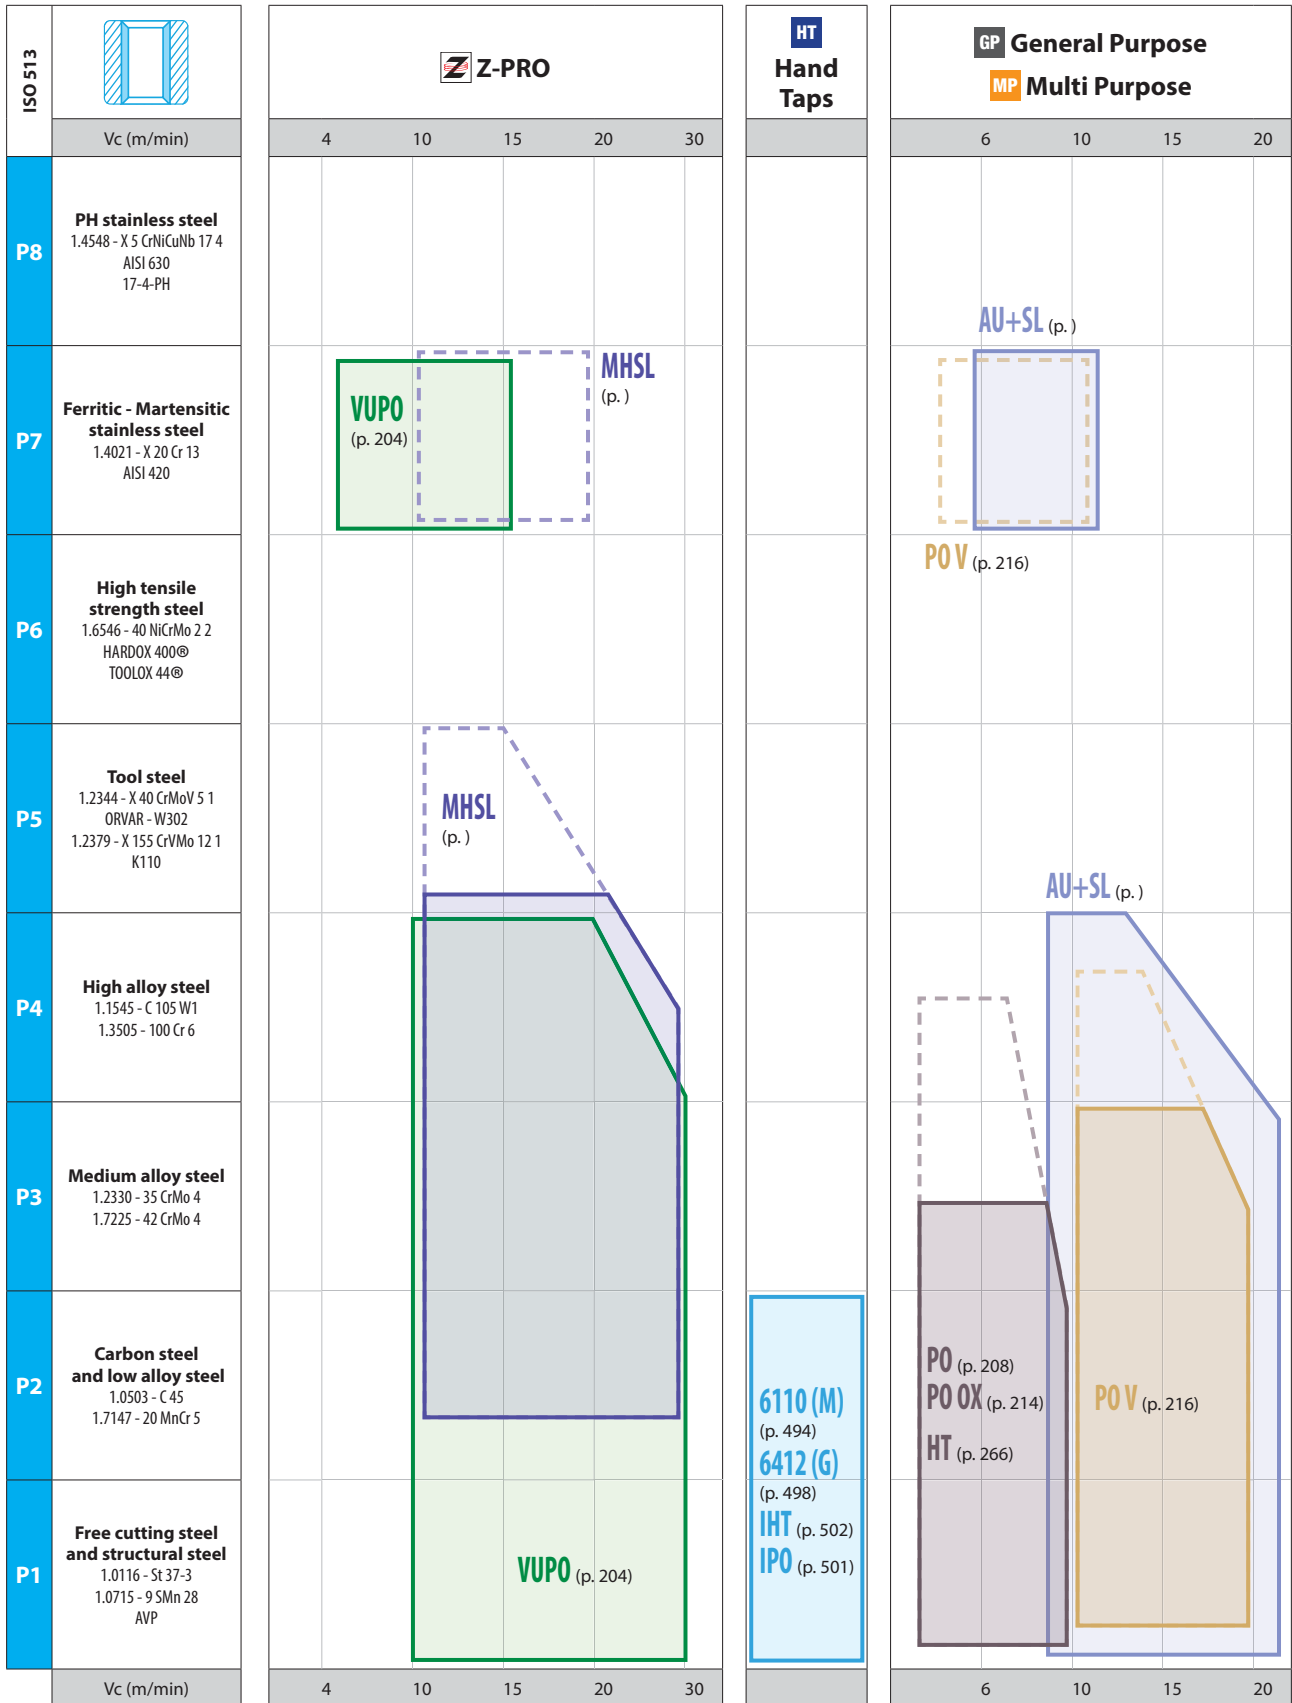 ISO 513
Z-PRO
HT
Hand
Taps
GP General Purpose
MP Multi Purpose
Vc (m/min)
4 10 15 20 30
6 10 15 20
P8
PH stainless steel
1.4548 - X 5 CrNiCuNb 17 4
AISI 630
17-4-PH
AU+SL (p. )
P7
Ferritic - Martensitic
stainless steel
1.4021 - X 20 Cr 13
AISI 420
VUPO
(p. 204)
MHSL
(p. )
P6
High tensile
strength steel
1.6546 - 40 NiCrMo 2 2
HARDOX 400®
TOOLOX 44®
PO V (p. 216)
P5
Tool steel
1.2344 - X 40 CrMoV 5 1
ORVAR - W302
1.2379 - X 155 CrVMo 12 1
K110
MHSL
(p. )
AU+SL (p. )
P4
High alloy steel
1.1545 - C 105 W1
1.3505 - 100 Cr 6
P3
Medium alloy steel
1.2330 - 35 CrMo 4
1.7225 - 42 CrMo 4
P2
Carbon steel
and low alloy steel
1.0503 - C 45
1.7147 - 20 MnCr 5
6110 (M)
(p. 494)
6412 (G)
(p. 498)
IHT (p. 502)
IPO (p. 501)
PO (p. 208)
PO OX (p. 214)
HT (p. 266)
PO V (p. 216)
P1
Free cutting steel
and structural steel
1.0116 - St 37-3
1.0715 - 9 SMn 28
AVP
VUPO (p. 204)
Vc (m/min)
4 10 15 20 30
6 10 15 20